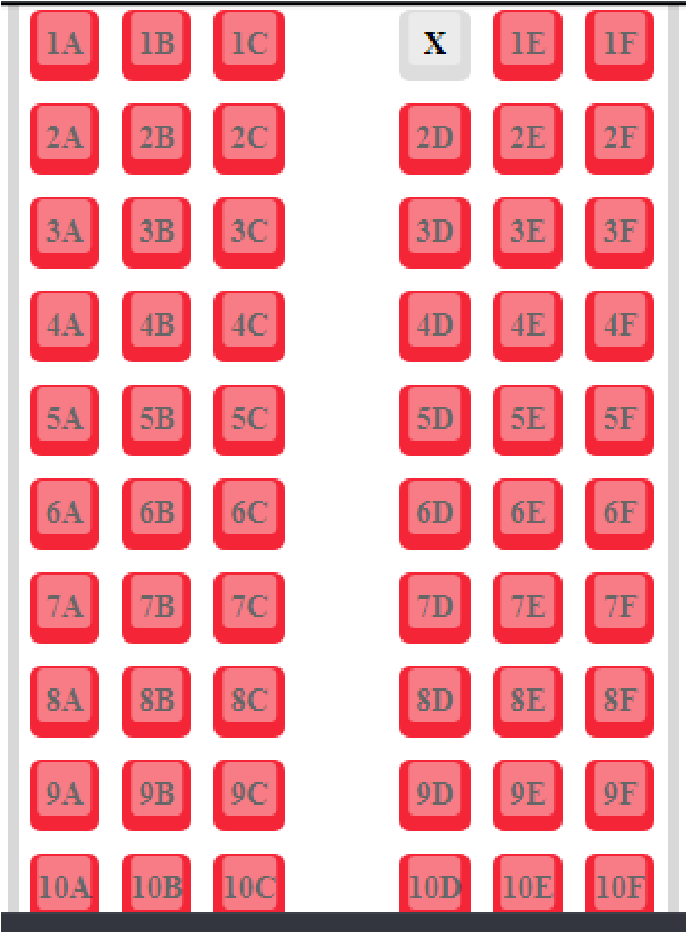 1A 1B 1C X 1E 1F
2A 2B 2C 2D 2E 2F
3A 3B 3C 3D 3E 3F
4A 4B 4C 4D 4E 4F
5A 5B 5C 5D 5E 5F
6A 6B 6C 6D 6E 6F
7A 7B 7C 7D 7E 7F
8A 8B 8C 8D 8E 8F
9A 9B 9C 9D 9E 9F
10A 10B 10C 10D 10E 10F